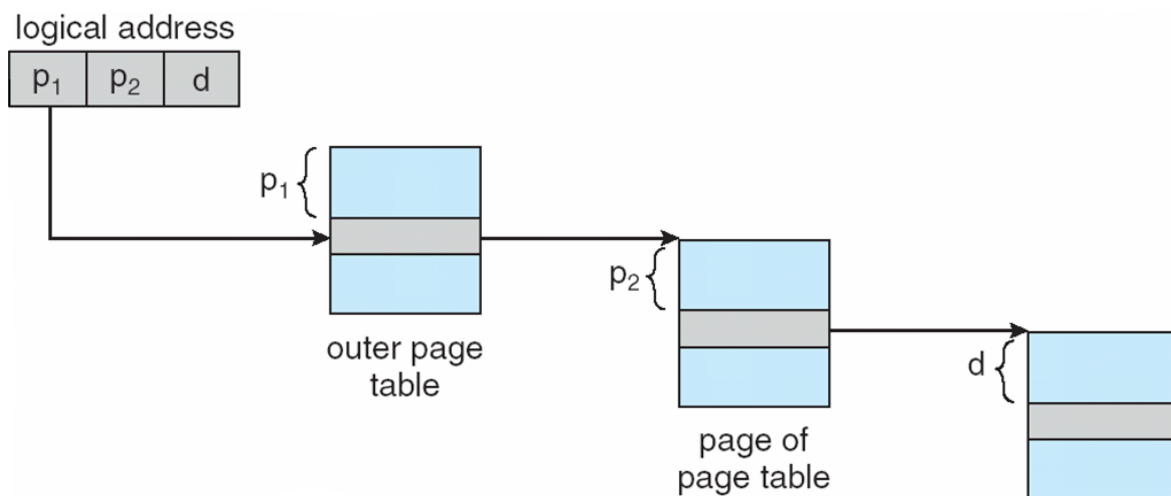 logical address
p₁ p₂ d
p₁
outer page
table
p₂
page of
page table
d